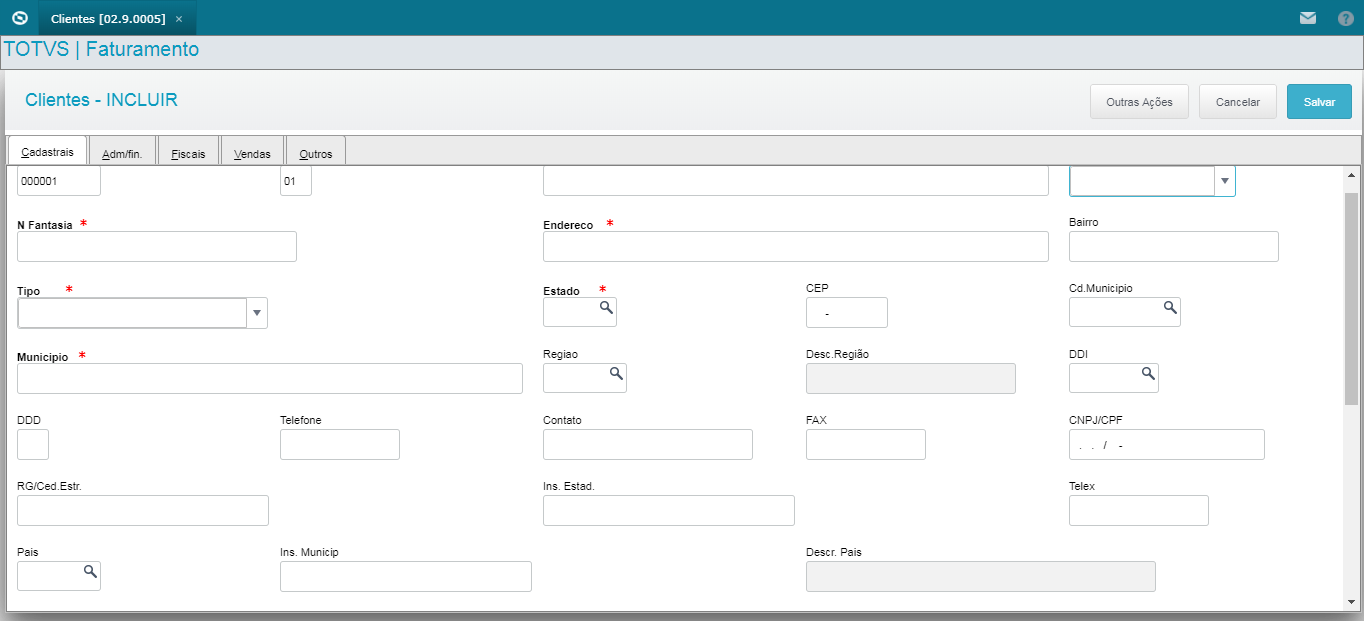 Clientes [02.9.0005] ×
TOTVS | Faturamento
Clientes - INCLUIR
Outras Ações Cancelar Salvar
Cadastrais Adm/fin. Fiscais Vendas Outros
000001 01
N Fantasia * Endereco * Bairro
Tipo * Estado * CEP Cd.Municipio
-
Municipio * Regiao Desc.Região DDI
DDD Telefone Contato FAX CNPJ/CPF
. . / -
RG/Ced.Estr. Ins. Estad. Telex
Pais Ins. Municip Descr. Pais